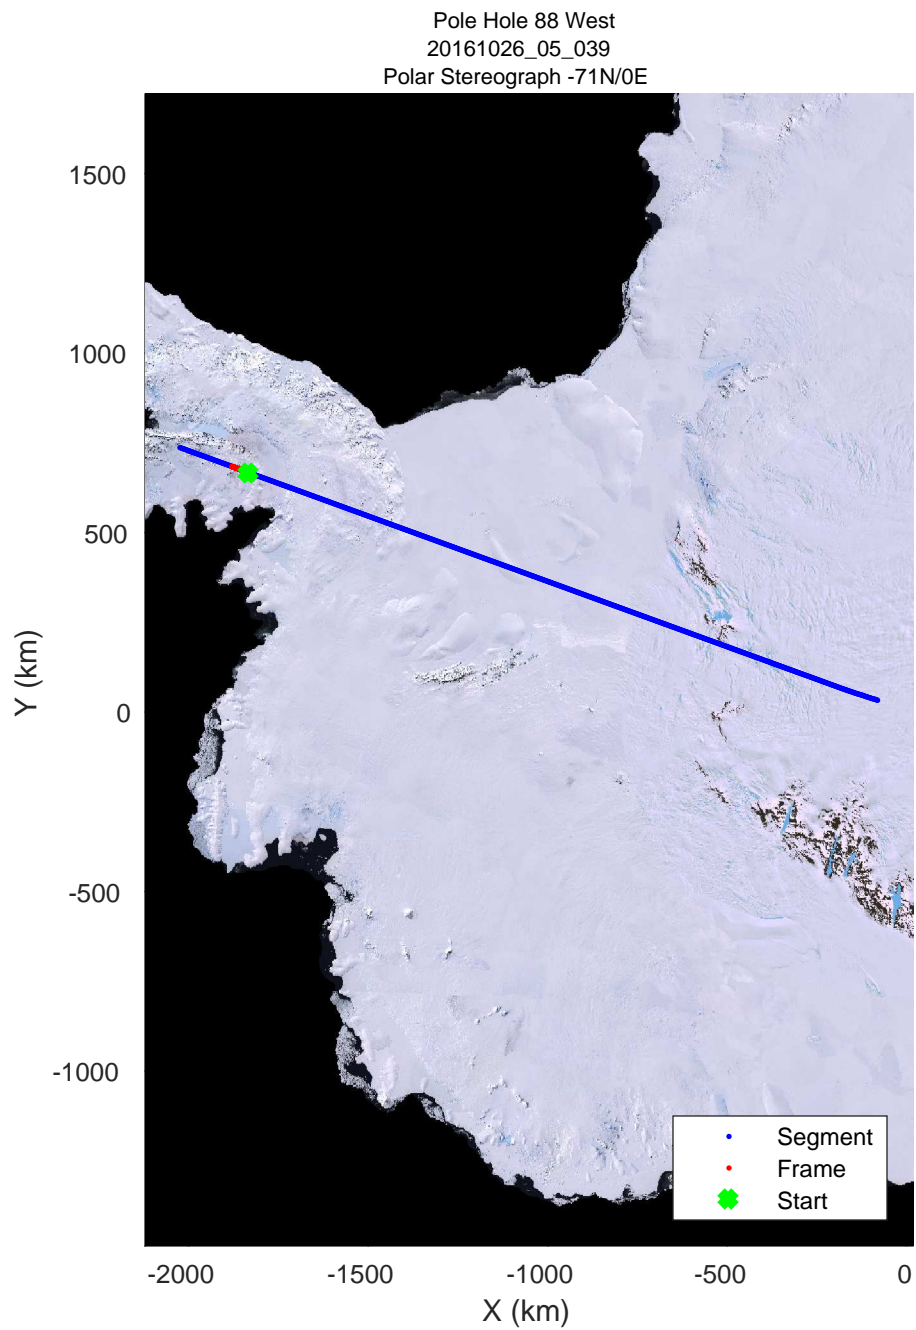 Pole Hole 88 West
20161026_05_039
Polar Stereograph -71N/0E
1500
1000
500
0
-500
-1000
Y (km)
-2000
-1500
-1000
-500
0
X (km)
Segment
Frame
Start